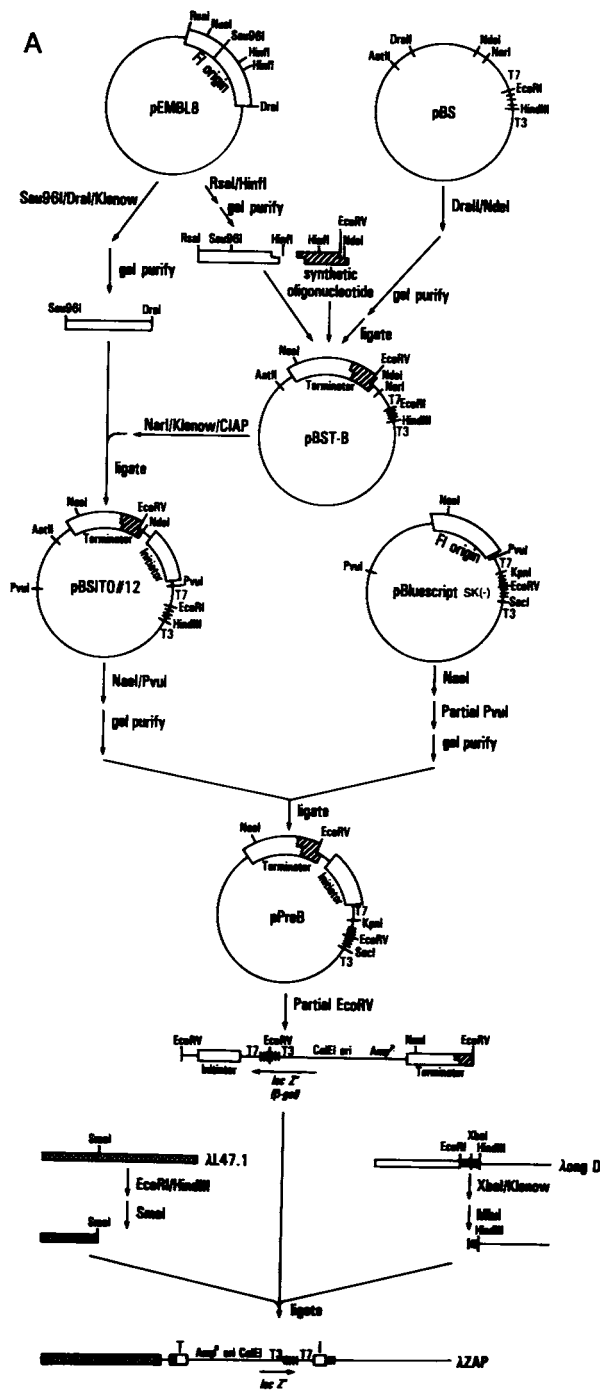 A
RsaI
NaeI
Sau96I
HinfI
HinfI
FI origin
DraI
pEMBL8
DraII
AatII
NdeI
NarI
T7
EcoRI
HindIII
T3
pBS
Sau96I/DraI/Klenow
RsaI/HinfI
gel purify
DraII/NdeI
RsaI
Sau96I
HinfI
HinfI
EcoRV
NdeI
synthetic
oligonucleotide
gel purify
gel purify
ligate
Sau96I
DraI
NaeI
AatII
Terminator
EcoRV
NdeI
NarI
T7
EcoRI
HindIII
T3
pBST-B
NarI/Klenow/CIAP
ligate
NaeI
AatII
Terminator
EcoRV
NdeI
Initiator
PvuI
PvuI
T7
EcoRI
HindIII
T3
pBSITO#12
NaeI
FI origin
PvuI
PvuI
T7
KpnI
EcoRV
SacI
T3
pBluescript SK(-)
NaeI/PvuI
gel purify
NaeI
Partial PvuI
gel purify
ligate
NaeI
EcoRV
Terminator
Initiator
T7
KpnI
EcoRV
SacI
T3
pPreB
Partial EcoRV
EcoRV
Initiator
T7
EcoRV
T3
ColEI ori
AmpR
NaeI
EcoRV
Terminator
lac Z'
(β-gal)
SmaI
λL47.1
EcoRI/HindIII
SmaI
SmaI
EcoRI
XbaI
HindIII
λong D
XbaI/Klenow
MluI
HindIII
ligate
T
AmpR ori ColEI
T3
T7
I
λZAP
lac Z'